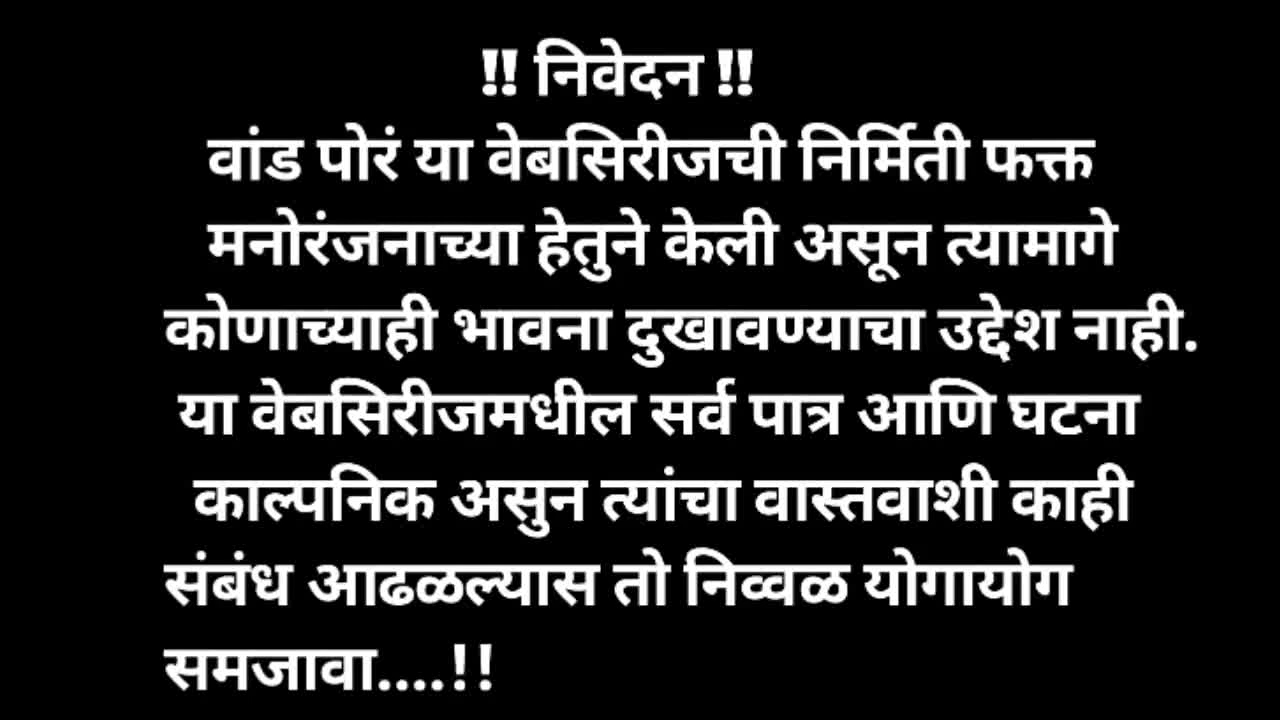 !! निवेदन !!
वांड पोरं या वेबसिरीजची निर्मिती फक्त
मनोरंजनाच्या हेतुने केली असून त्यामागे
कोणाच्याही भावना दुखावण्याचा उद्देश नाही.
या वेबसिरीजमधील सर्व पात्र आणि घटना
काल्पनिक असुन त्यांचा वास्तवाशी काही
संबंध आढळल्यास तो निव्वळ योगायोग
समजावा....!!